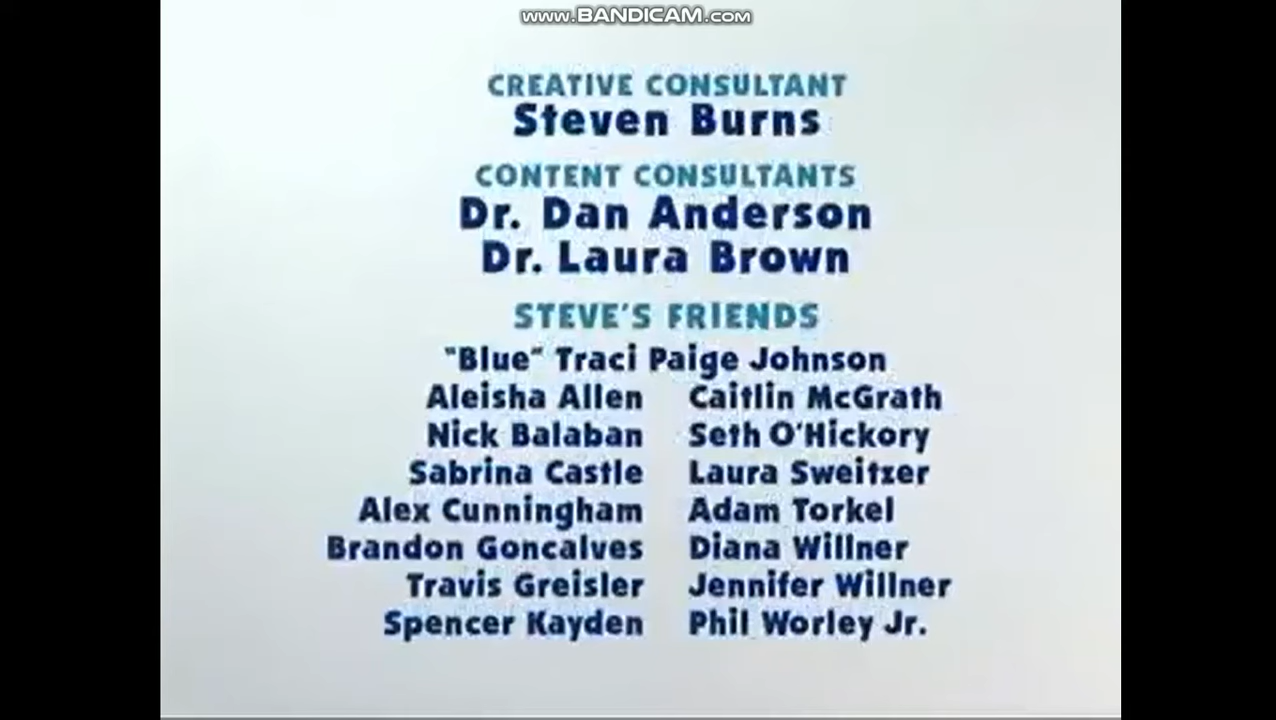 www.BANDICAM.com
CREATIVE CONSULTANT
Steven Burns
CONTENT CONSULTANTS
Dr. Dan Anderson
Dr. Laura Brown
STEVE'S FRIENDS
"Blue" Traci Paige Johnson
Aleisha Allen Caitlin McGrath
Nick Balaban Seth O'Hickory
Sabrina Castle Laura Sweitzer
Alex Cunningham Adam Torkel
Brandon Goncalves Diana Willner
Travis Greisler Jennifer Willner
Spencer Kayden Phil Worley Jr.